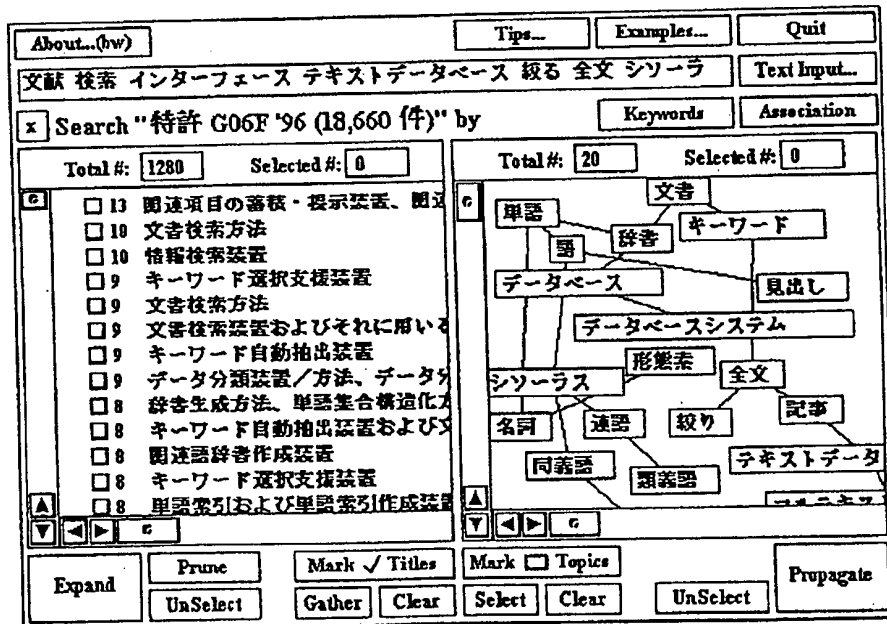 About...(hw) Tips... Examples... Quit
文献 検索 インターフェース テキストデータベース 絞る 全文 シソーラ Text Input...
x Search "特許 G06F '96 (18,660 件)" by Keywords Association
Total #: 1280 Selected #: 0
13 関連項目の蓄積・提示装置、関連
10 文書検索方法
10 情報検索装置
9 キーワード選択支援装置
9 文書検索方法
9 文書検索装置およびそれに用いる
9 キーワード自動抽出装置
9 データ分類装置/方法、データ分
8 辞書生成方法、単語集合構造化方
8 キーワード自動抽出装置および文
8 関連語辞書作成装置
8 キーワード選択支援装置
8 単語索引および単語索引作成装置
Total #: 20 Selected #: 0
文書
単語
キーワード
辞書
語
データベース
見出し
データベースシステム
形態素
シソーラス
全文
記事
名詞
連語
絞り
テキストデータ
同義語
類義語
Expand Prune Mark ✓ Titles Mark Topics Propagate
UnSelect Gather Clear Select Clear UnSelect